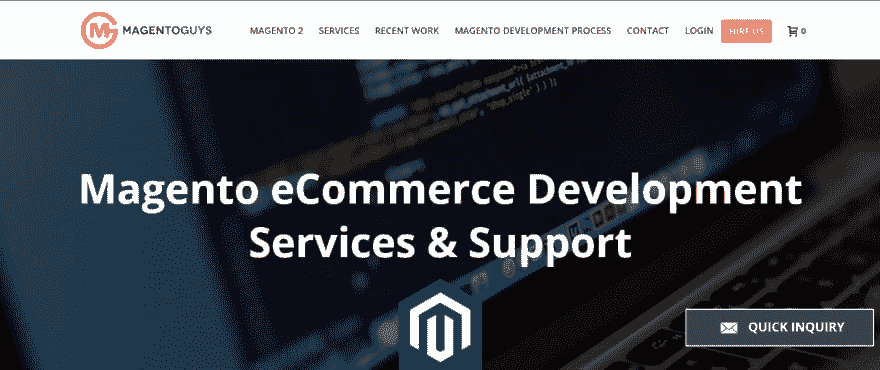 MAGENTOGUYS MAGENTO 2 SERVICES RECENT WORK MAGENTO DEVELOPMENT PROCESS CONTACT LOGIN HIRE US 0
Magento eCommerce Development
Services & Support
QUICK INQUIRY